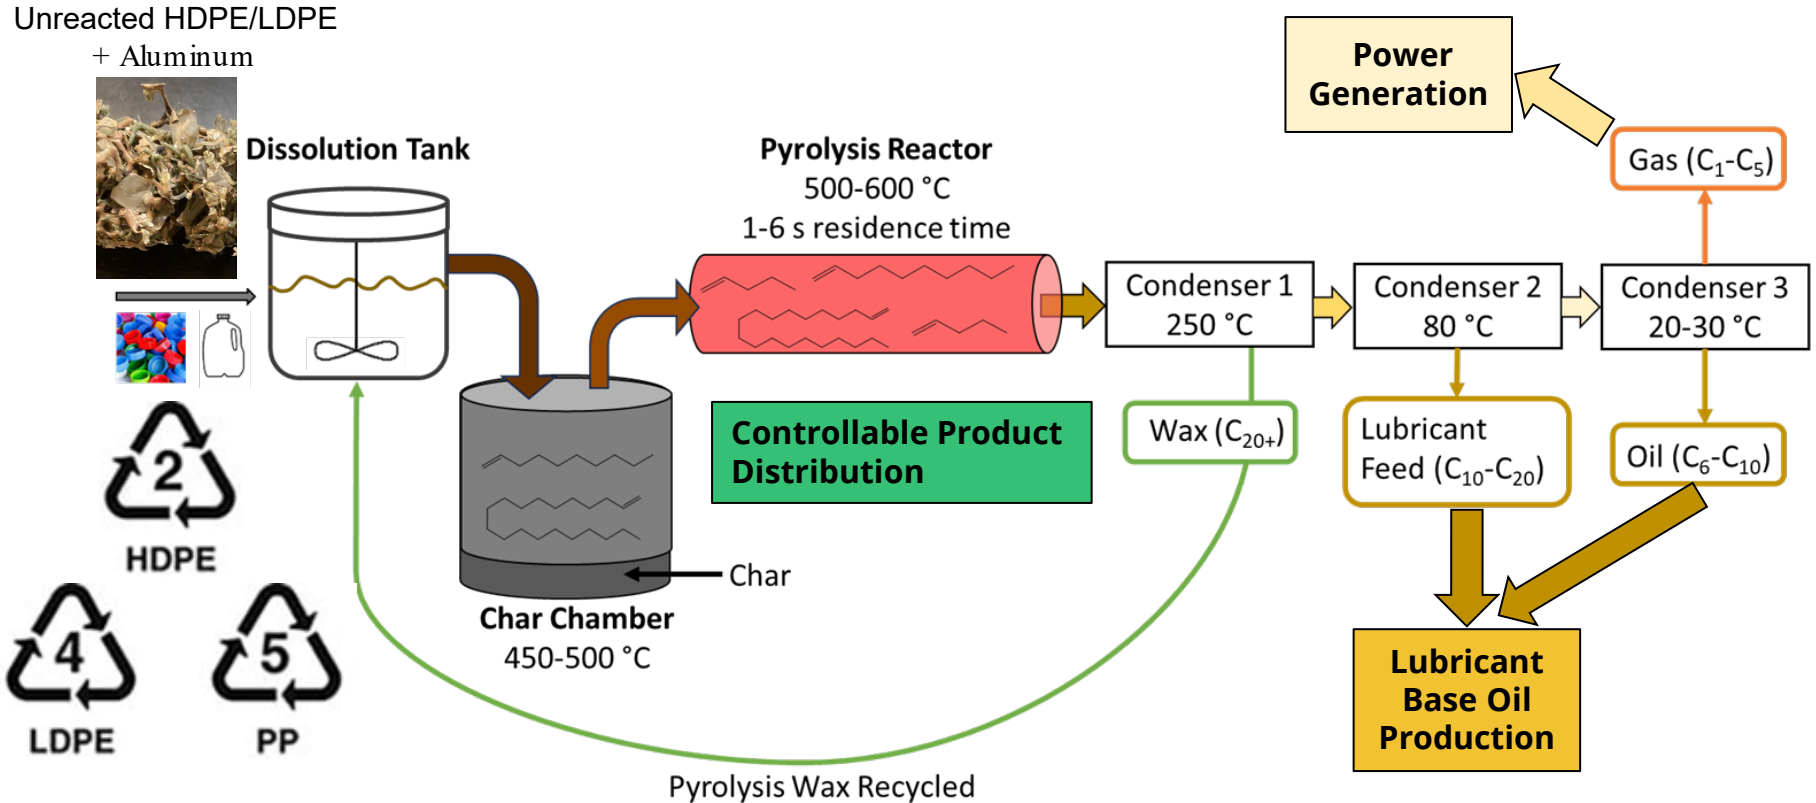 Unreacted HDPE/LDPE
+ Aluminum
Dissolution Tank
Pyrolysis Reactor
500-600 °C
1-6 s residence time
Power
Generation
Gas (C₁-C₅)
Condenser 1
250 °C
Condenser 2
80 °C
Condenser 3
20-30 °C
Controllable Product
Distribution
Wax (C₂₀₊)
Lubricant
Feed (C₁₀-C₂₀)
Oil (C₆-C₁₀)
2
HDPE
4
LDPE
5
PP
Char
Char Chamber
450-500 °C
Lubricant
Base Oil
Production
Pyrolysis Wax Recycled